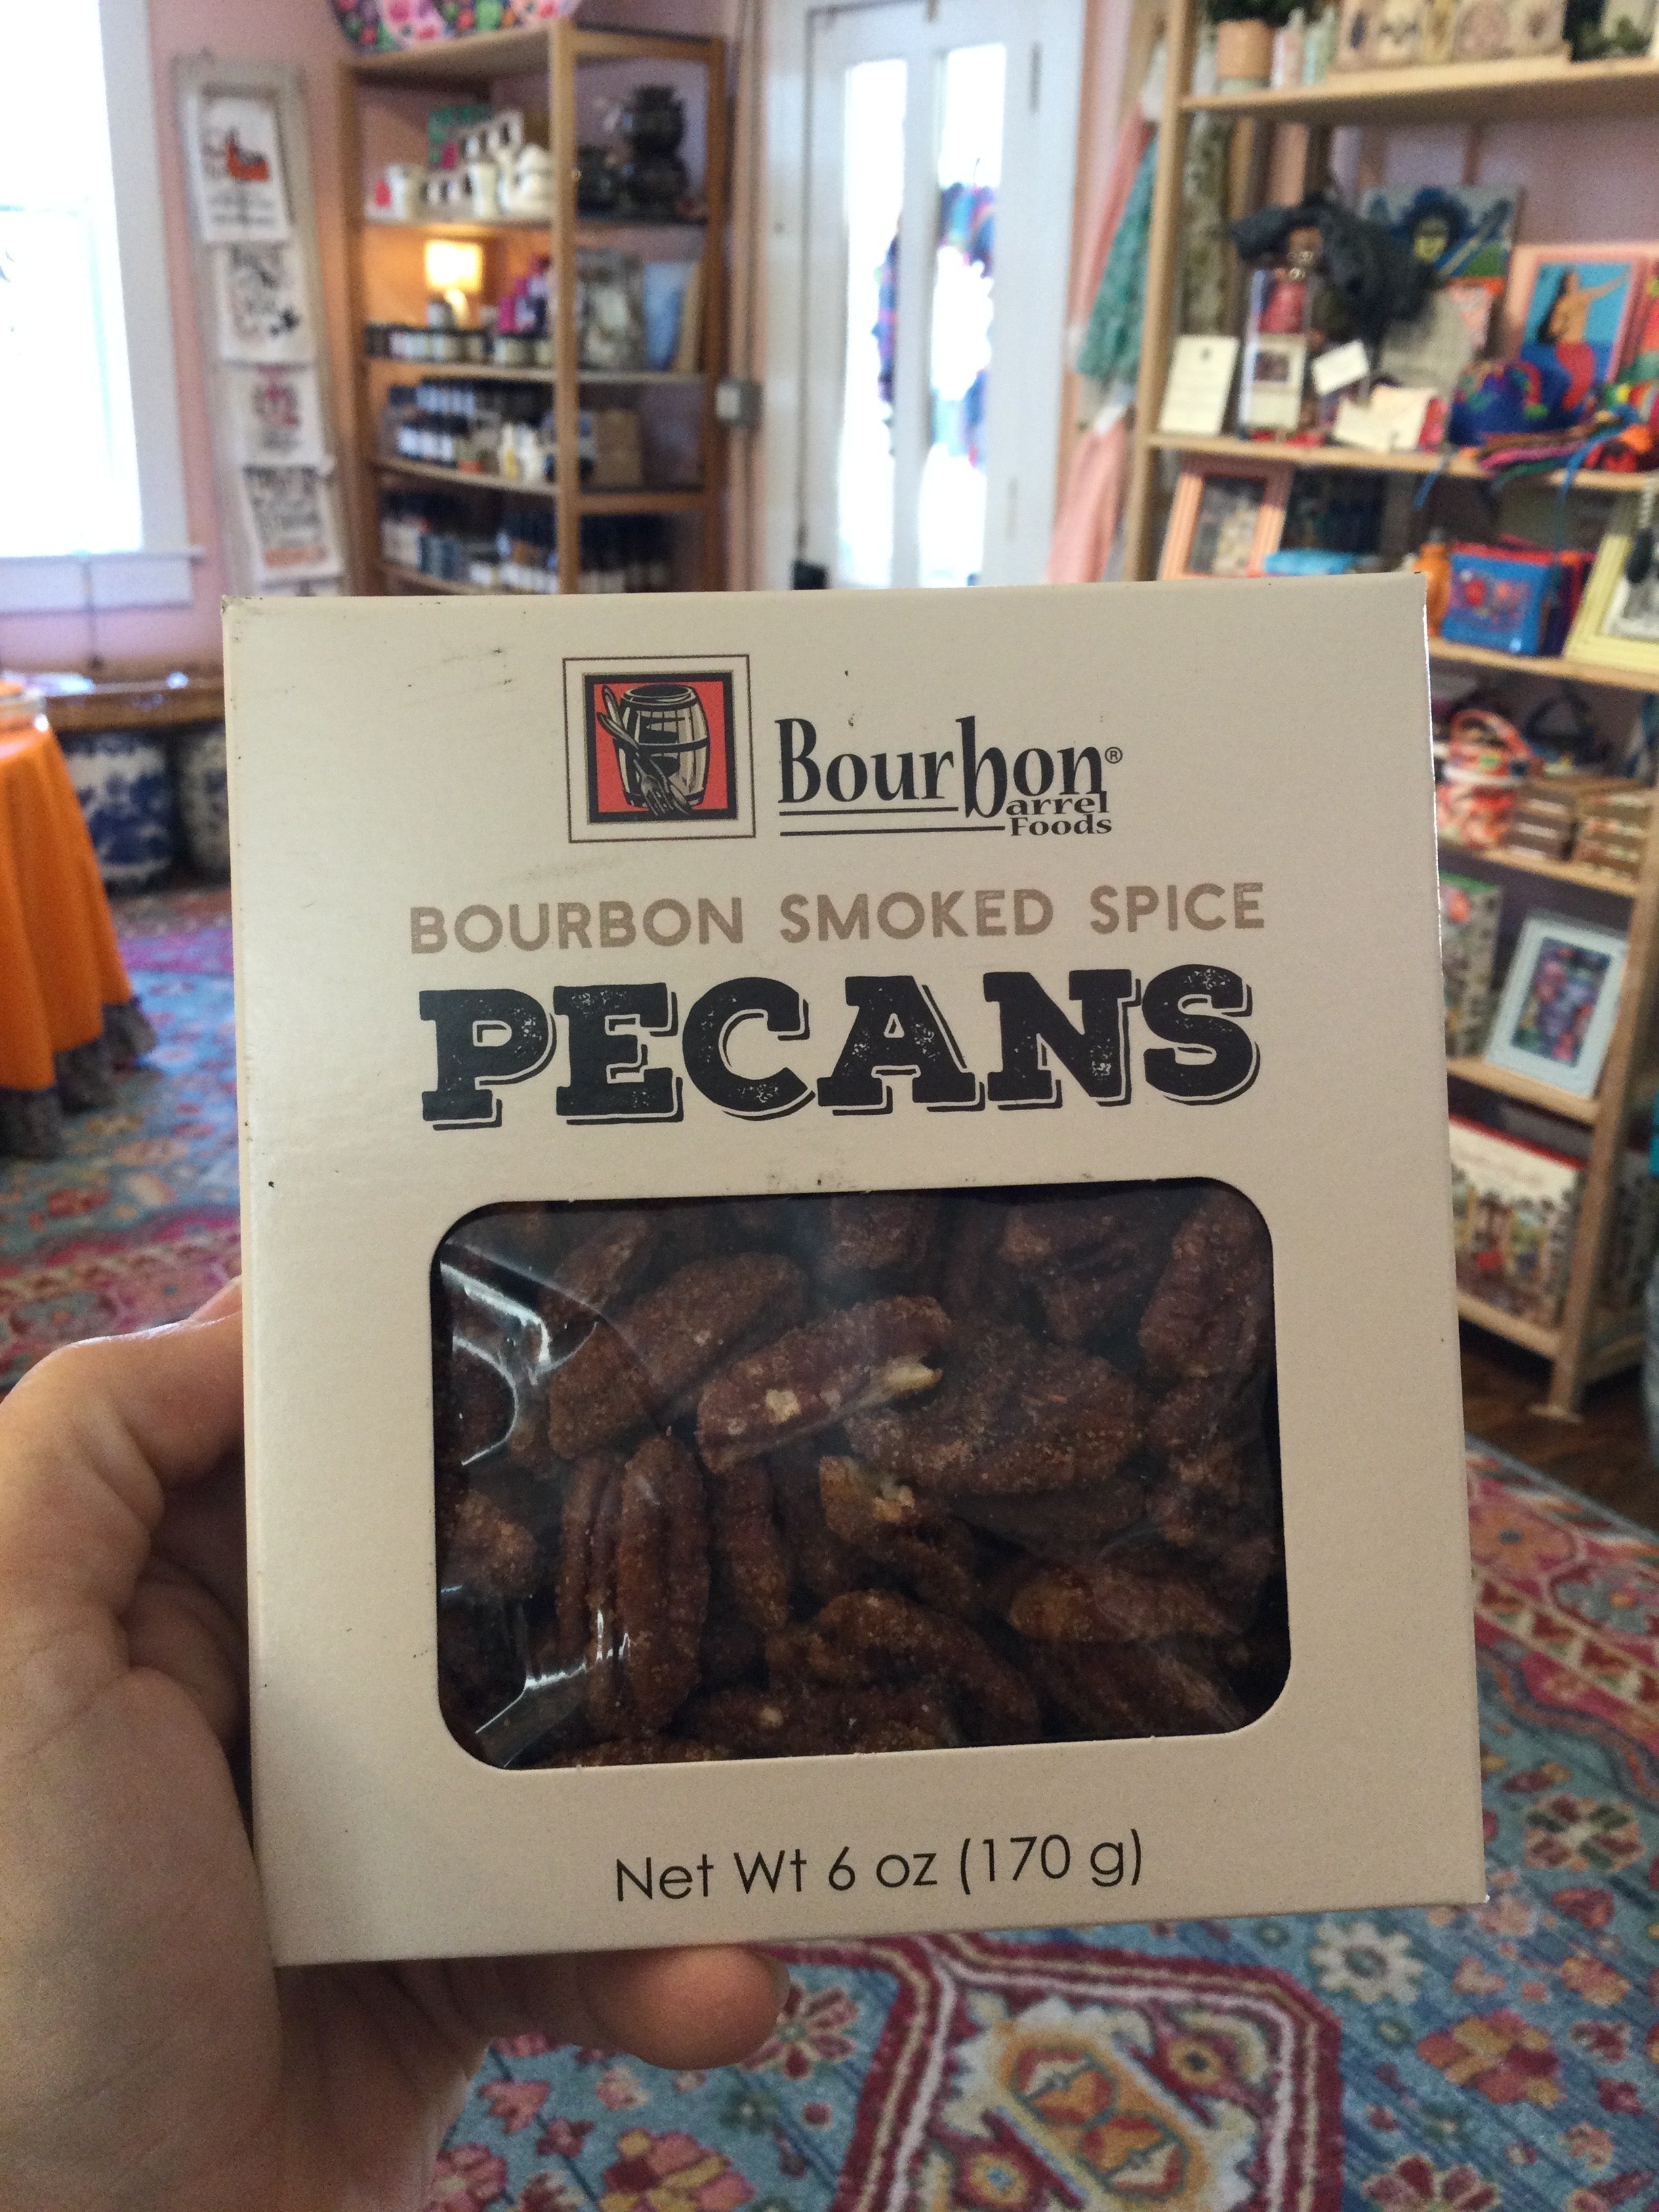 Bourbon®
Barrel
Foods
BOURBON SMOKED SPICE
PECANS
Net Wt 6 oz (170 g)